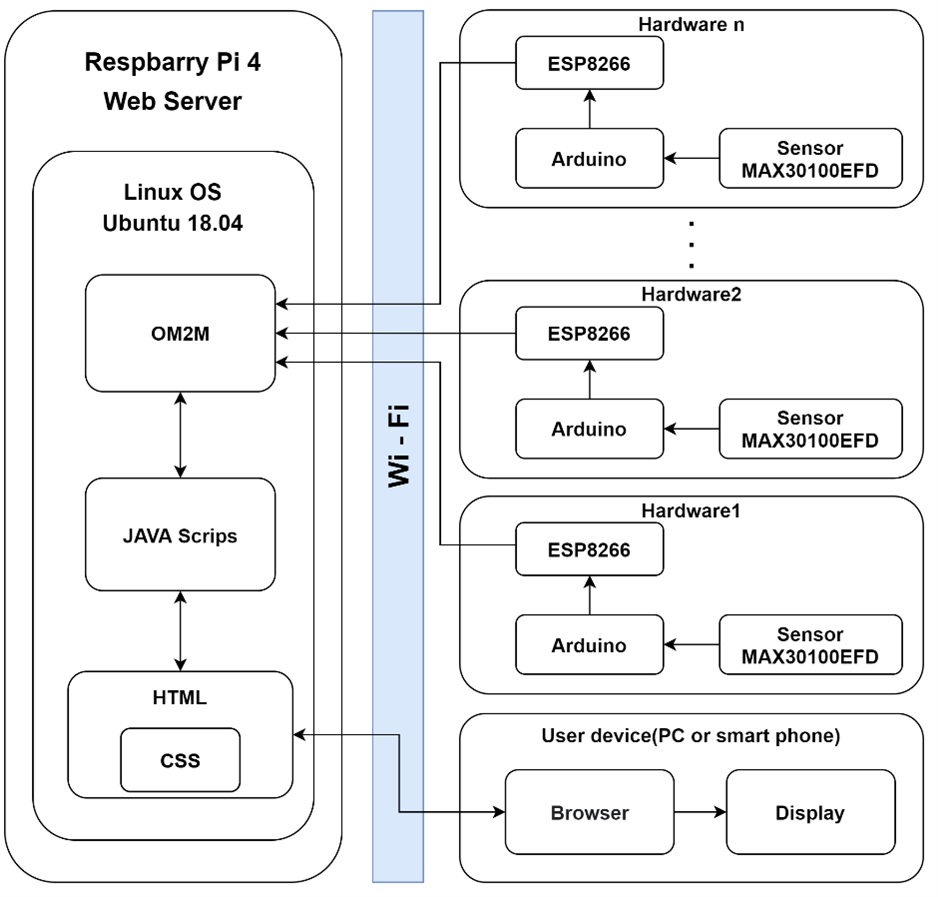 Respbarry Pi 4
Web Server
Linux OS
Ubuntu 18.04
OM2M
JAVA Scrips
HTML
CSS
Wi - Fi
Hardware n
ESP8266
Arduino
Sensor
MAX30100EFD
Hardware2
ESP8266
Arduino
Sensor
MAX30100EFD
Hardware1
ESP8266
Arduino
Sensor
MAX30100EFD
User device(PC or smart phone)
Browser
Display